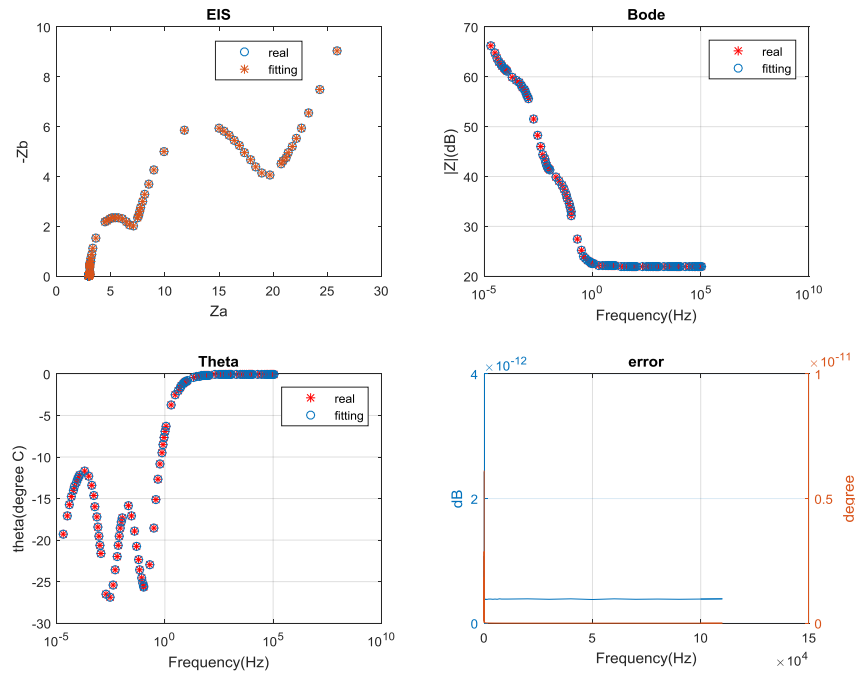 EIS
10
8
6
4
2
0
-Zb
0 5 10 15 20 25 30
Za
real
fitting
Bode
70
60
50
40
30
20
|Z|(dB)
10^-5 10^0 10^5 10^10
Frequency(Hz)
real
fitting
Theta
0
-5
-10
-15
-20
-25
-30
theta(degree C)
10^-5 10^0 10^5 10^10
Frequency(Hz)
real
fitting
error
×10^-12
4
2
0
dB
×10^-11
1
0.5
0
degree
0 5 10 15
Frequency(Hz)
×10^4